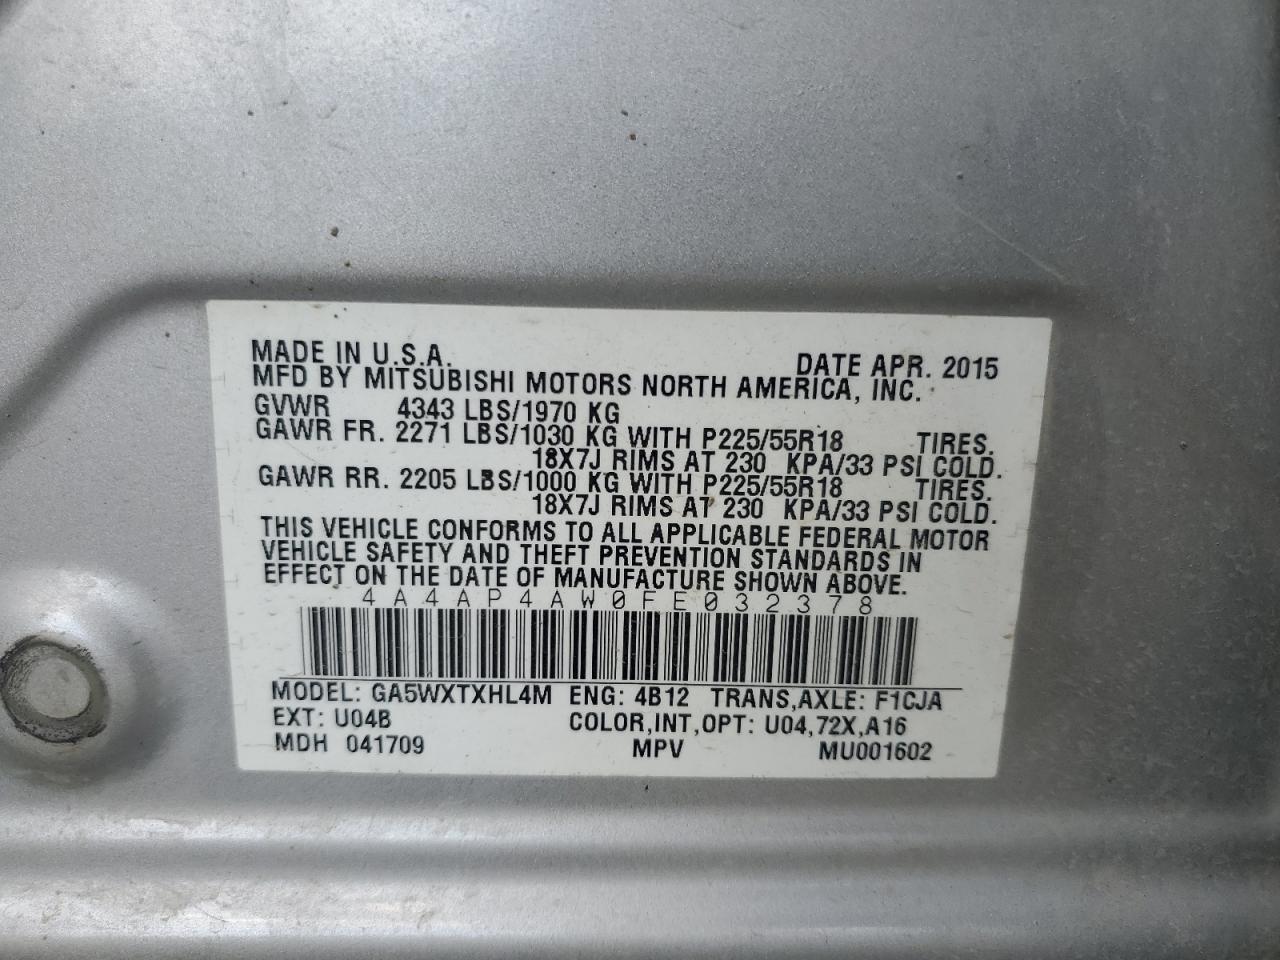 MADE IN U.S.A. DATE APR. 2015
MFD BY MITSUBISHI MOTORS NORTH AMERICA, INC.
GVWR 4343 LBS/1970 KG
GAWR FR. 2271 LBS/1030 KG WITH P225/55R18 TIRES.
18X7J RIMS AT 230 KPA/33 PSI COLD.
GAWR RR. 2205 LBS/1000 KG WITH P225/55R18 TIRES.
18X7J RIMS AT 230 KPA/33 PSI COLD.
THIS VEHICLE CONFORMS TO ALL APPLICABLE FEDERAL MOTOR
VEHICLE SAFETY AND THEFT PREVENTION STANDARDS IN
EFFECT ON THE DATE OF MANUFACTURE SHOWN ABOVE.
4A4AP4AW0FE032378
MODEL: GA5WXTXHL4M ENG: 4B12 TRANS,AXLE: F1CJA
EXT: U04B COLOR,INT,OPT: U04,72X,A16
MDH 041709 MPV MU001602